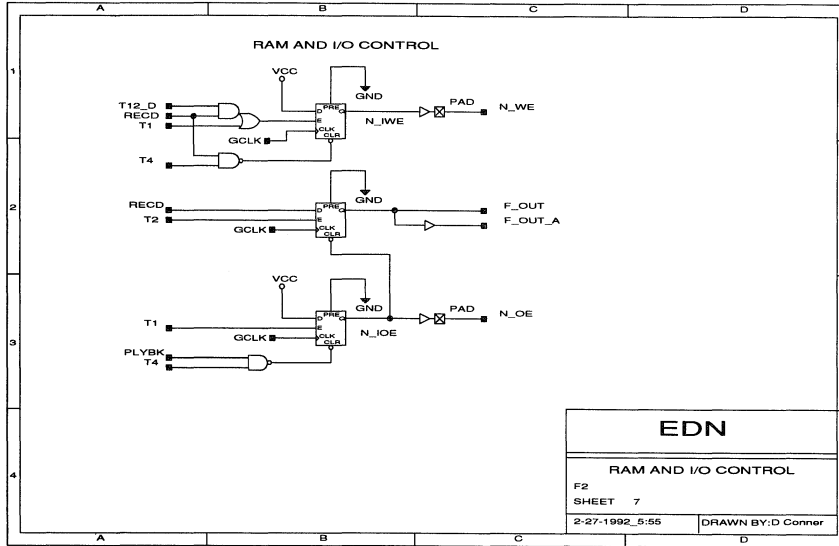 A B C D
RAM AND I/O CONTROL
1
VCC
T12_D
RECD
T1
D PRE Q
E
CLK
CLR
GND
N_IWE
PAD
N_WE
GCLK
T4
2
RECD
T2
GCLK
D PRE Q
E
CLK
CLR
GND
F_OUT
F_OUT_A
VCC
3
T1
GCLK
D PRE Q
E
CLK
CLR
GND
N_IOE
PAD
N_OE
PLYBK
T4
4
EDN
RAM AND I/O CONTROL
F2
SHEET 7
2-27-1992_5:55 DRAWN BY:D Conner
A B C D